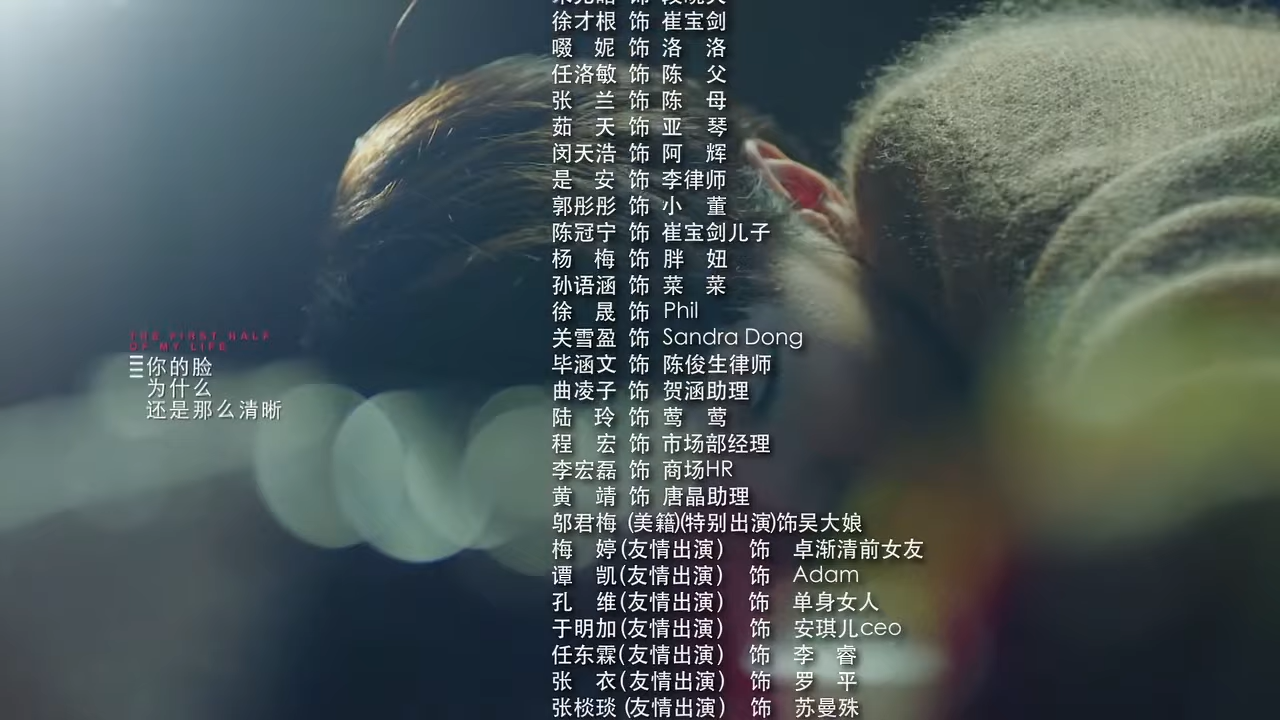 徐才根 饰 崔宝剑
啜 妮 饰 洛 洛
任洛敏 饰 陈 父
张 兰 饰 陈 母
茹 天 饰 亚 琴
闵天浩 饰 阿 辉
是 安 饰 李律师
郭彤彤 饰 小 董
陈冠宁 饰 崔宝剑儿子
杨 梅 饰 胖 妞
孙语涵 饰 菜 菜
徐 晟 饰 Phil
关雪盈 饰 Sandra Dong
毕涵文 饰 陈俊生律师
曲凌子 饰 贺涵助理
陆 玲 饰 莺 莺
程 宏 饰 市场部经理
李宏磊 饰 商场HR
黄 靖 饰 唐晶助理
邬君梅 (美籍)(特别出演)饰吴大娘
梅 婷(友情出演) 饰 卓渐清前女友
谭 凯(友情出演) 饰 Adam
孔 维(友情出演) 饰 单身女人
于明加(友情出演) 饰 安琪儿ceo
任东霖(友情出演) 饰 李 睿
张 衣(友情出演) 饰 罗 平
张棪琰(友情出演) 饰 苏曼殊
THE FIRST HALF
OF MY LIFE
你的脸
为什么
还是那么清晰